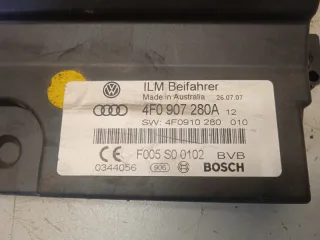 ILM Beifahrer
Made in Australia 26.07.07
4F0 907 280A 12
SW: 4F0910 280 010
CE F005 S0 0102 BVB
0344056 BOSCH